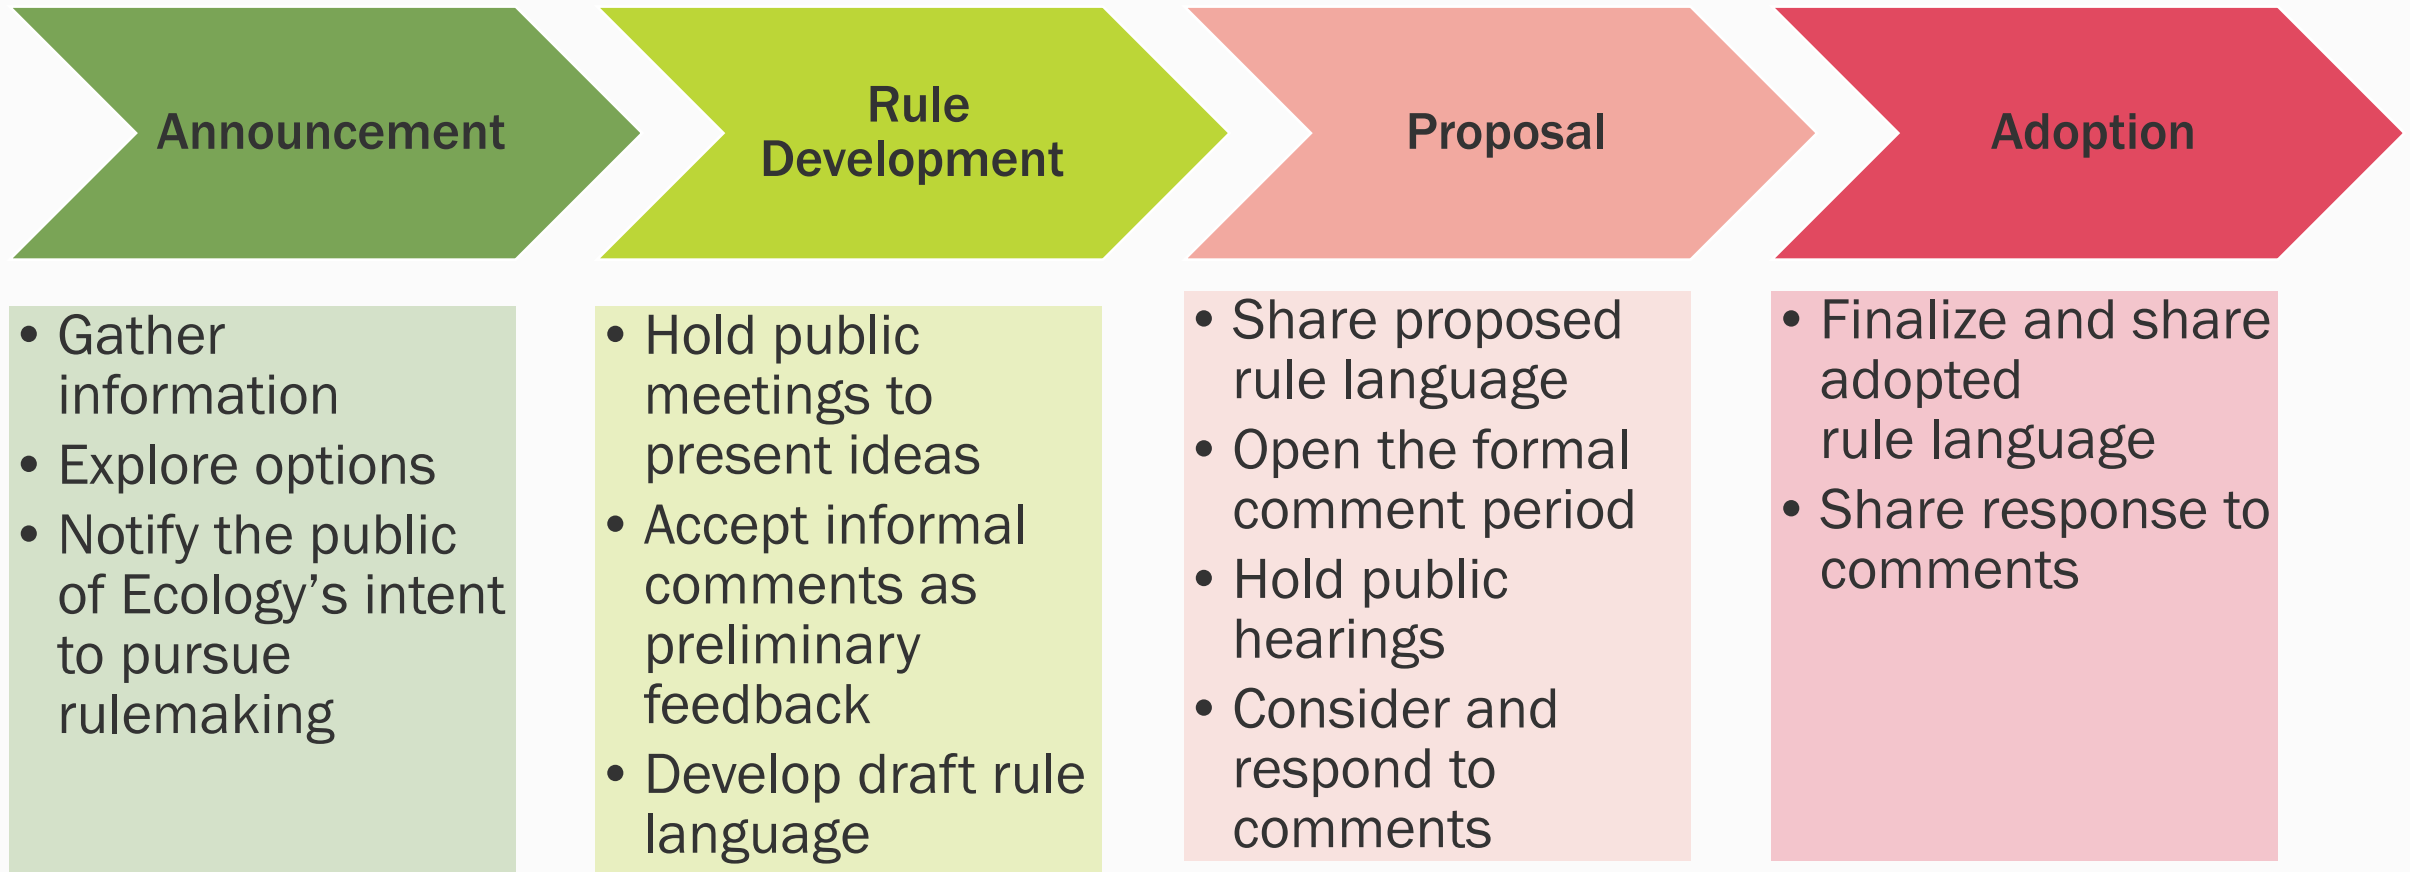 Announcement
• Gather
information
• Explore options
• Notify the public
of Ecology’s intent
to pursue
rulemaking
Rule
Development
• Hold public
meetings to
present ideas
• Accept informal
comments as
preliminary
feedback
• Develop draft rule
language
Proposal
• Share proposed
rule language
• Open the formal
comment period
• Hold public
hearings
• Consider and
respond to
comments
Adoption
• Finalize and share
adopted
rule language
• Share response to
comments